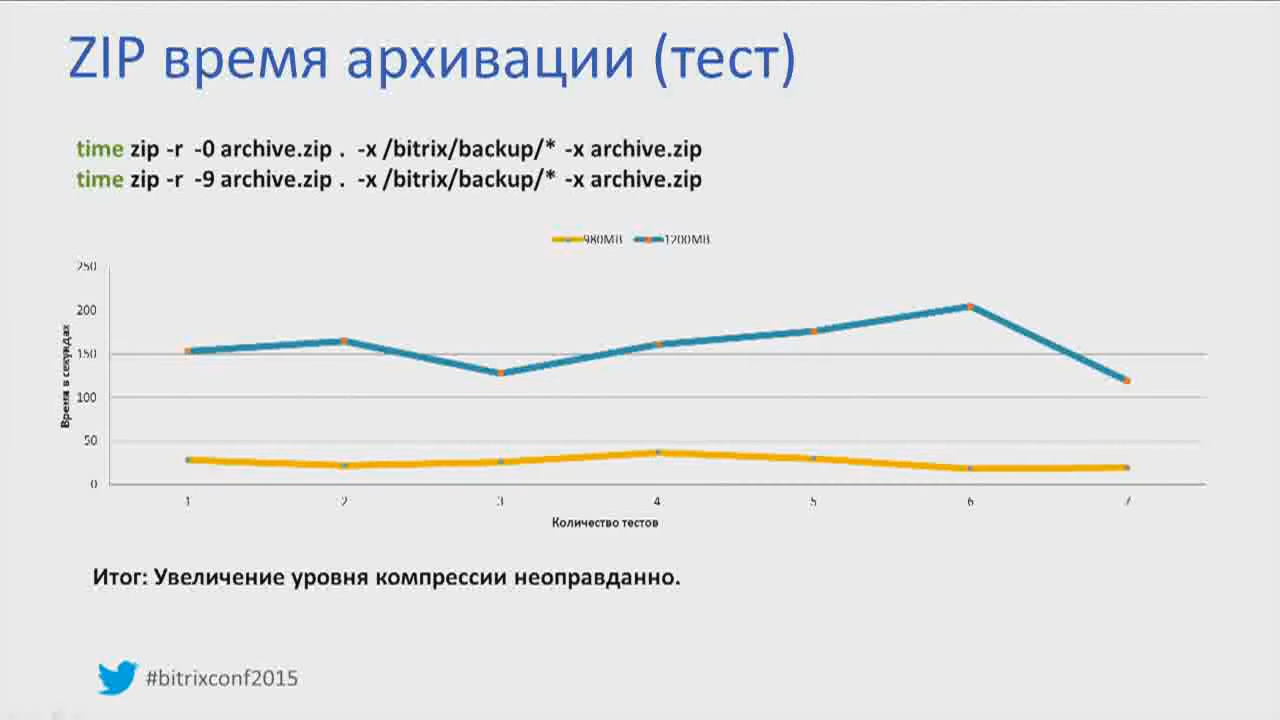 ZIP время архивации (тест)
time zip -r -0 archive.zip . -x /bitrix/backup/* -x archive.zip
time zip -r -9 archive.zip . -x /bitrix/backup/* -x archive.zip
980MB 1200MB
250
200
150
100
50
0
Время в секундах
1 2 3 4 5 6 7
Количество тестов
Итог: Увеличение уровня компрессии неоправданно.
#bitrixconf2015